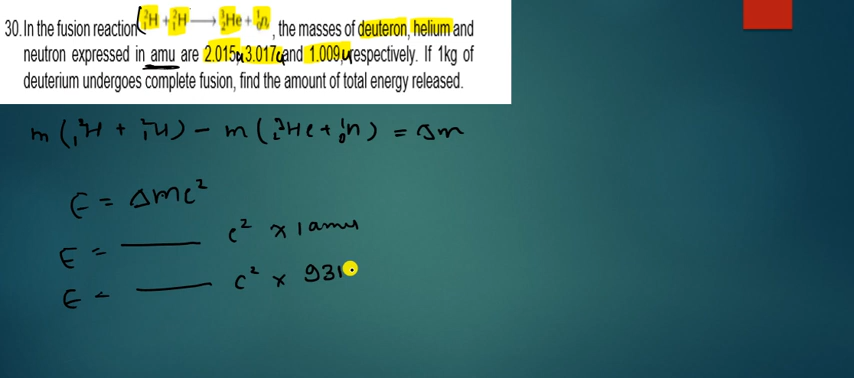 30. In the fusion reaction (²₁H + ²₁H ⟶ ³₂He + ¹₀n, the masses of deuteron, helium and
neutron expressed in amu are 2.015u 3.017u and 1.009u respectively. If 1kg of
deuterium undergoes complete fusion, find the amount of total energy released.
m (²₁H + ²₁H) - m (³₂He + ¹₀n) = Δm
E = Δmc²
E = ____ c² × 1 amu
E = ____ c² × 931